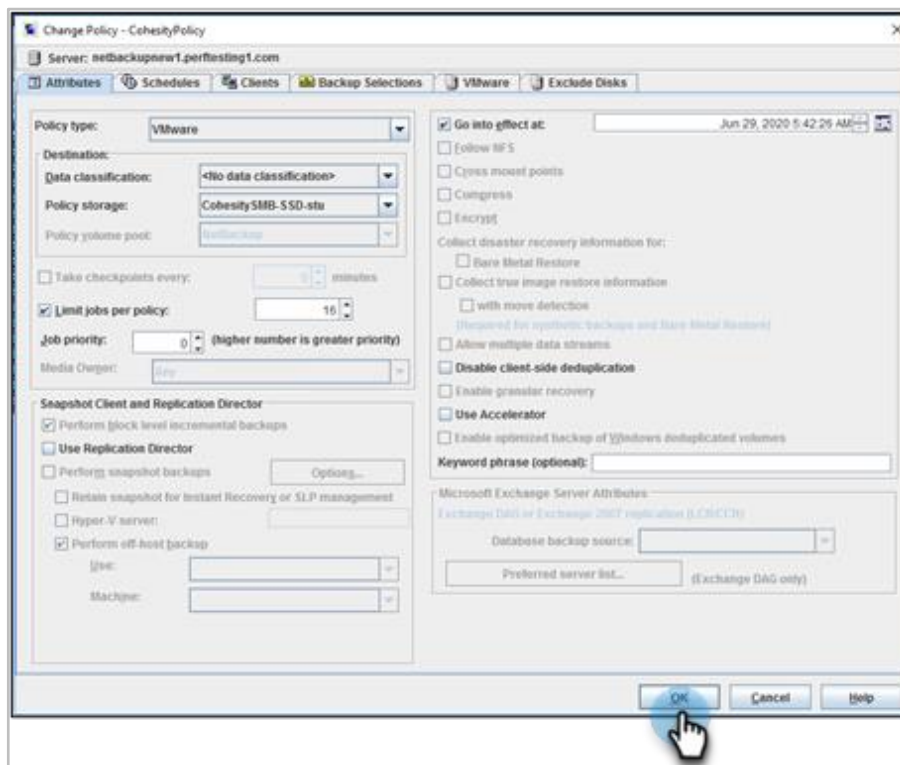 Change Policy - CohesityPolicy
Server: netbackupnew1.perftesting1.com
Attributes
Schedules
Clients
Backup Selections
VMware
Exclude Disks
Policy type:
VMware
Destination:
Data classification:
<No data classification>
Policy storage:
CohesitySMB-SSD-stu
Policy volume pool:
NetBackup
Take checkpoints every:
0
minutes
Limit jobs per policy:
16
Job priority:
0
(higher number is greater priority)
Media Owner:
Any
Snapshot Client and Replication Director
Perform block level incremental backups
Use Replication Director
Perform snapshot backups
Options...
Retain snapshot for Instant Recovery or SLP management
Hyper-V server:
Perform off-host backup
Use:
Machine:
Go into effect at:
Jun 29, 2020 5:42:26 AM
Follow NFS
Cross mount points
Compress
Encrypt
Collect disaster recovery information for:
Bare Metal Restore
Collect true image restore information
with move detection
(Required for synthetic backups and Bare Metal Restore)
Allow multiple data streams
Disable client-side deduplication
Enable granular recovery
Use Accelerator
Enable optimized backup of Windows deduplicated volumes
Keyword phrase (optional):
Microsoft Exchange Server Attributes
Exchange DAG or Exchange 2007 replication (LCR/CCR)
Database backup source:
Preferred server list...
(Exchange DAG only)
OK
Cancel
Help